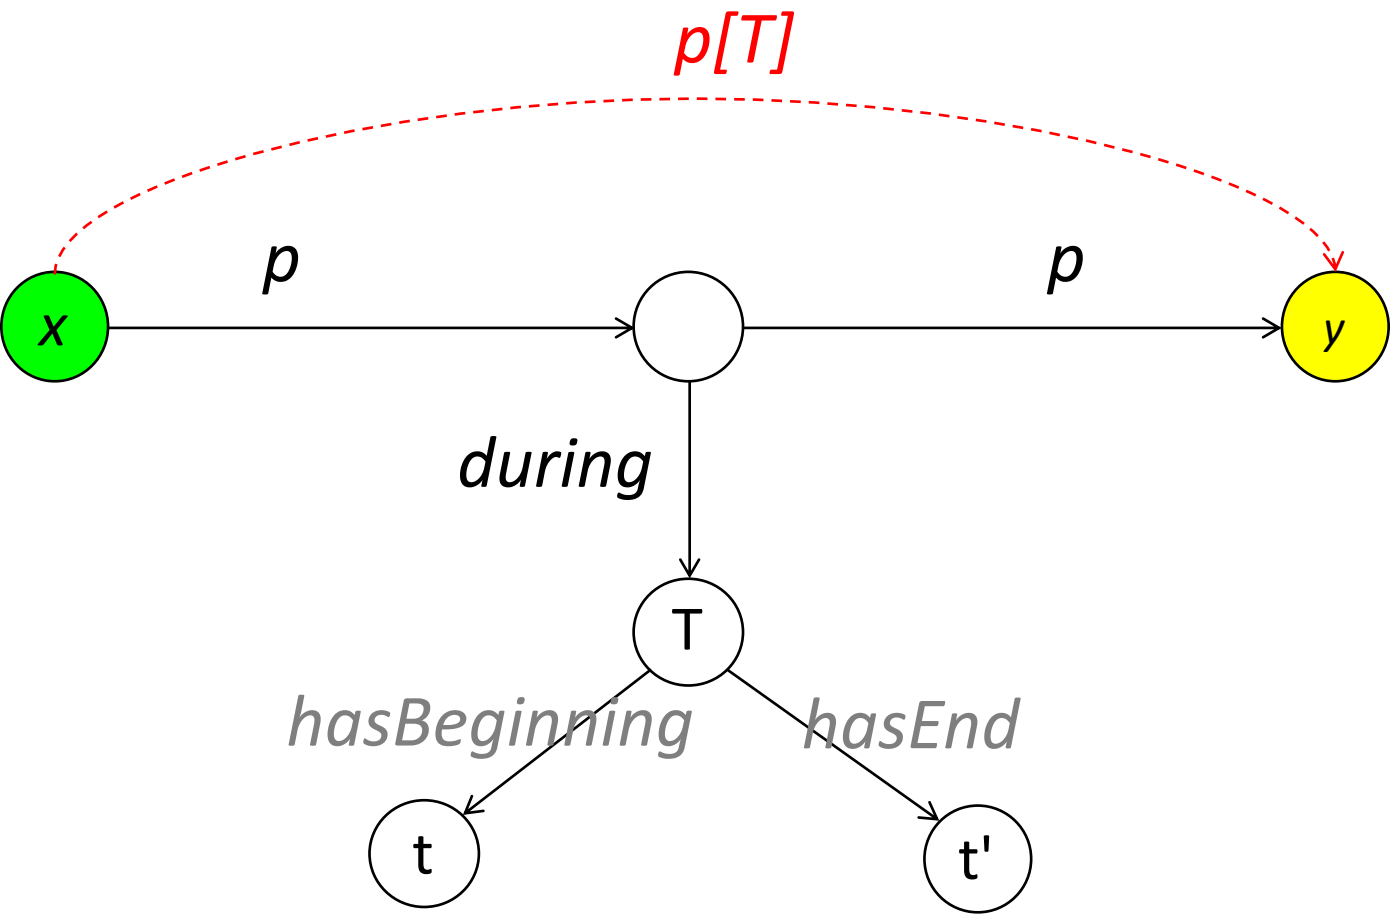 p[T]
p
p
x
y
during
T
hasBeginning
hasEnd
t
t'